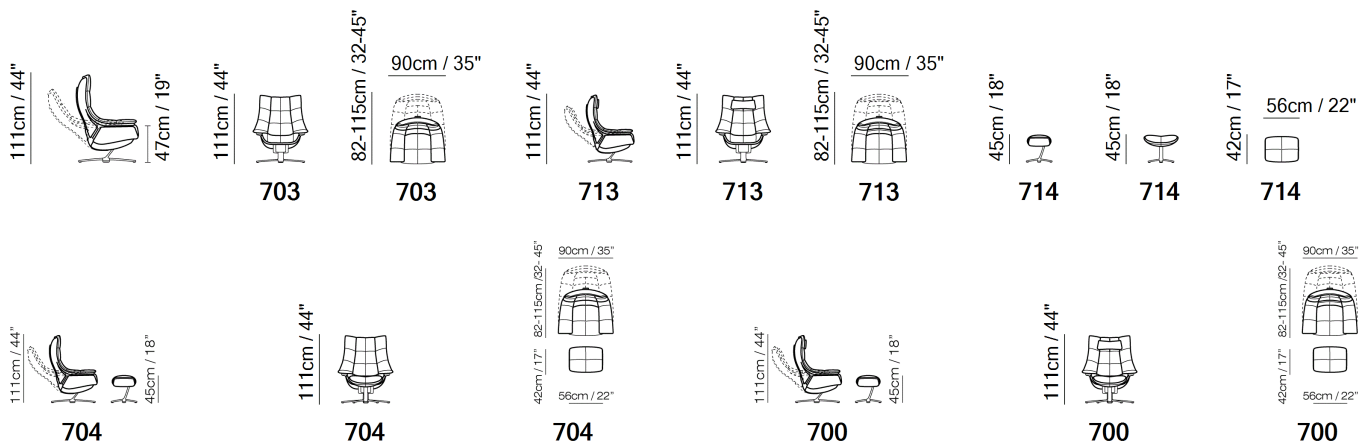 111cm / 44"
47cm / 19"
111cm / 44"
703
82-115cm / 32-45"
90cm / 35"
703
111cm / 44"
713
111cm / 44"
713
82-115cm / 32-45"
90cm / 35"
713
45cm / 18"
714
45cm / 18"
714
42cm / 17"
56cm / 22"
714
111cm / 44"
45cm / 18"
704
111cm / 44"
704
82-115cm /32- 45"
90cm / 35"
42cm / 17"
56cm / 22"
704
111cm / 44"
45cm / 18"
700
111cm / 44"
700
82-115cm /32- 45"
90cm / 35"
42cm / 17"
56cm / 22"
700